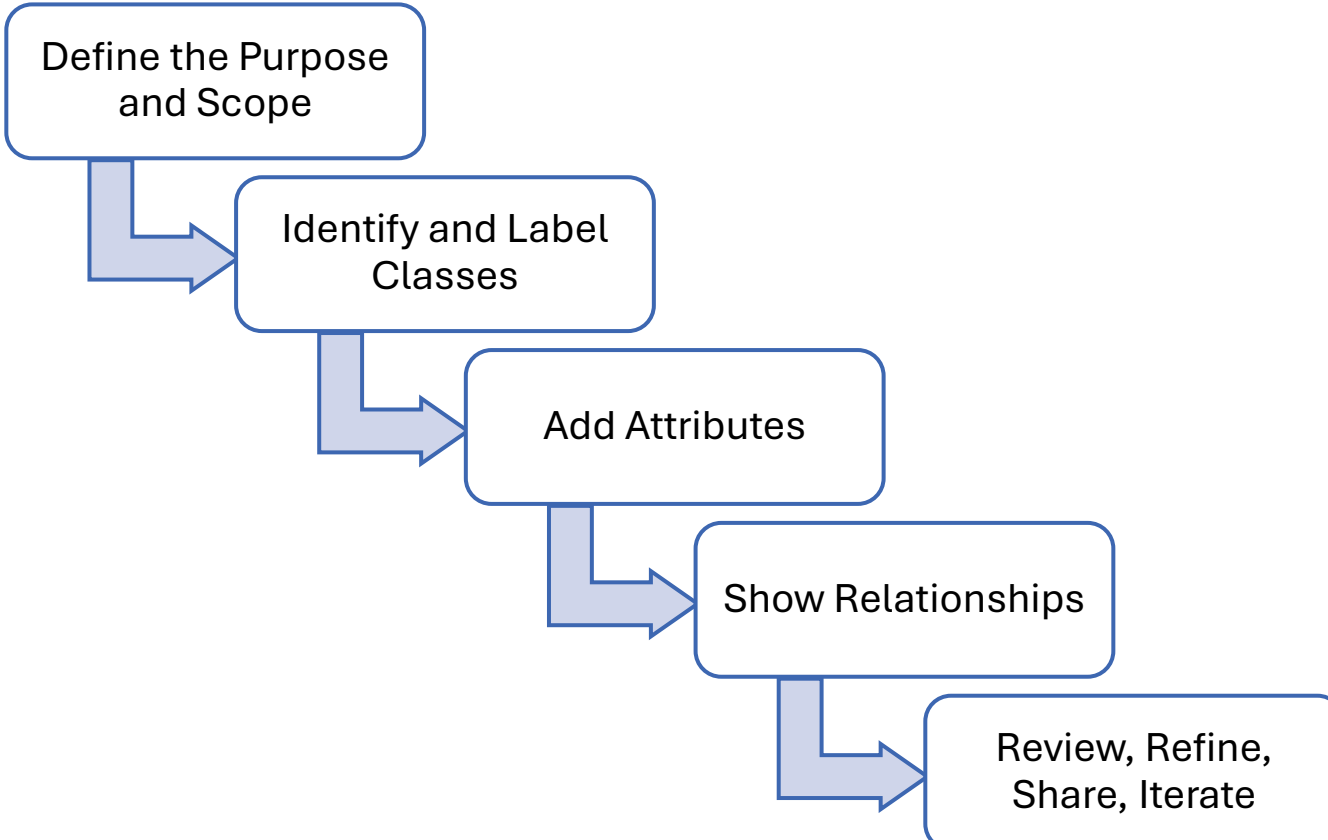 Define the Purpose
and Scope
Identify and Label
Classes
Add Attributes
Show Relationships
Review, Refine,
Share, Iterate